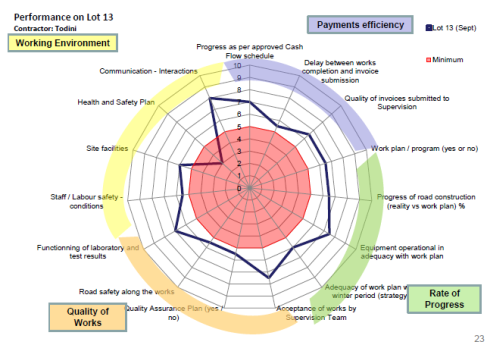 Performance on Lot 13
Contractor: Todini
Working Environment
Payments efficiency
Lot 13 (Sept)
Minimum
Progress as per approved Cash
Flow schedule
Delay between works
completion and invoice
submission
Quality of invoices submitted to
Supervision
Work plan / program (yes or no)
Progress of road construction
(reality vs work plan) %
Equipment operational in
adequacy with work plan
Adequacy of work plan w
winter period (strategy
Acceptance of works by
Supervision Team
Quality Assurance Plan (yes /
no)
Road safety along the works
Functionning of laboratory and
test results
Staff / Labour safety -
conditions
Site facilities
Health and Safety Plan
Communication - Interactions
10
9
8
7
6
5
4
3
2
1
0
Quality of
Works
Rate of
Progress
23